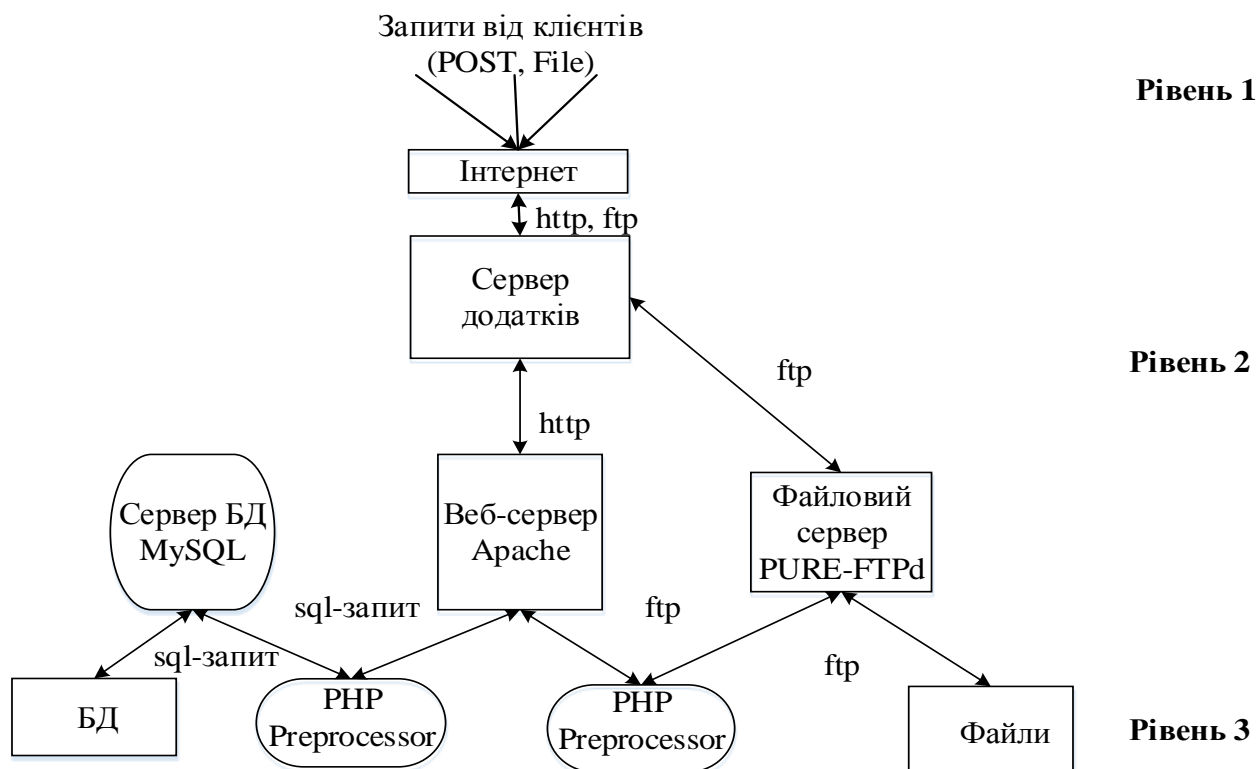 Запити від клієнтів
(POST, File)
Рівень 1
Інтернет
http, ftp
Сервер
додатків
Рівень 2
ftp
http
Сервер БД
MySQL
Веб-сервер
Apache
Файловий
сервер
PURE-FTPd
sql-запит
ftp
sql-запит
ftp
БД
PHP
Preprocessor
PHP
Preprocessor
Файли
Рівень 3